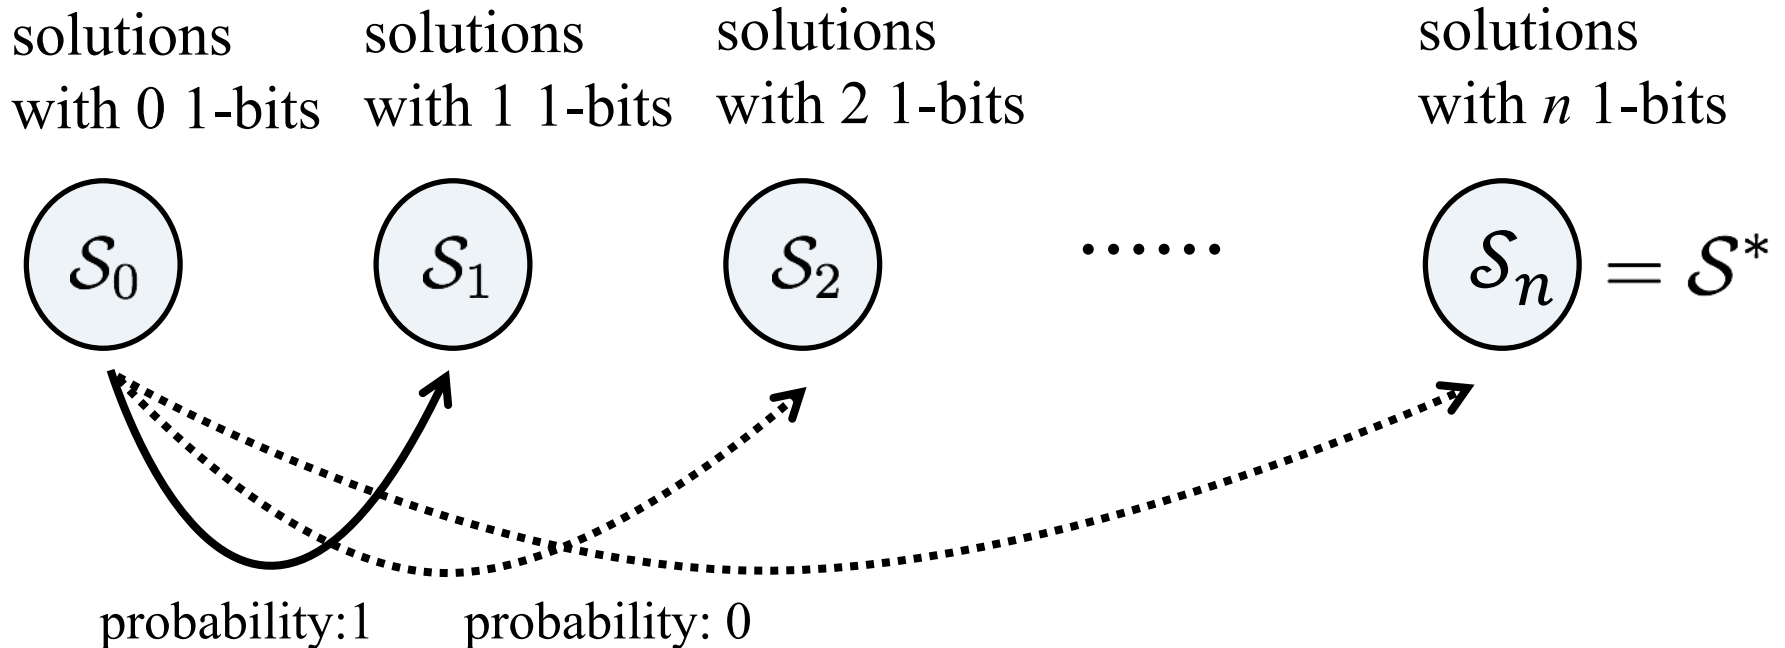 solutions
with 0 1-bits
solutions
with 1 1-bits
solutions
with 2 1-bits
solutions
with n 1-bits
𝒮₀
𝒮₁
𝒮₂
······
𝒮ₙ = 𝒮*
probability:1
probability: 0